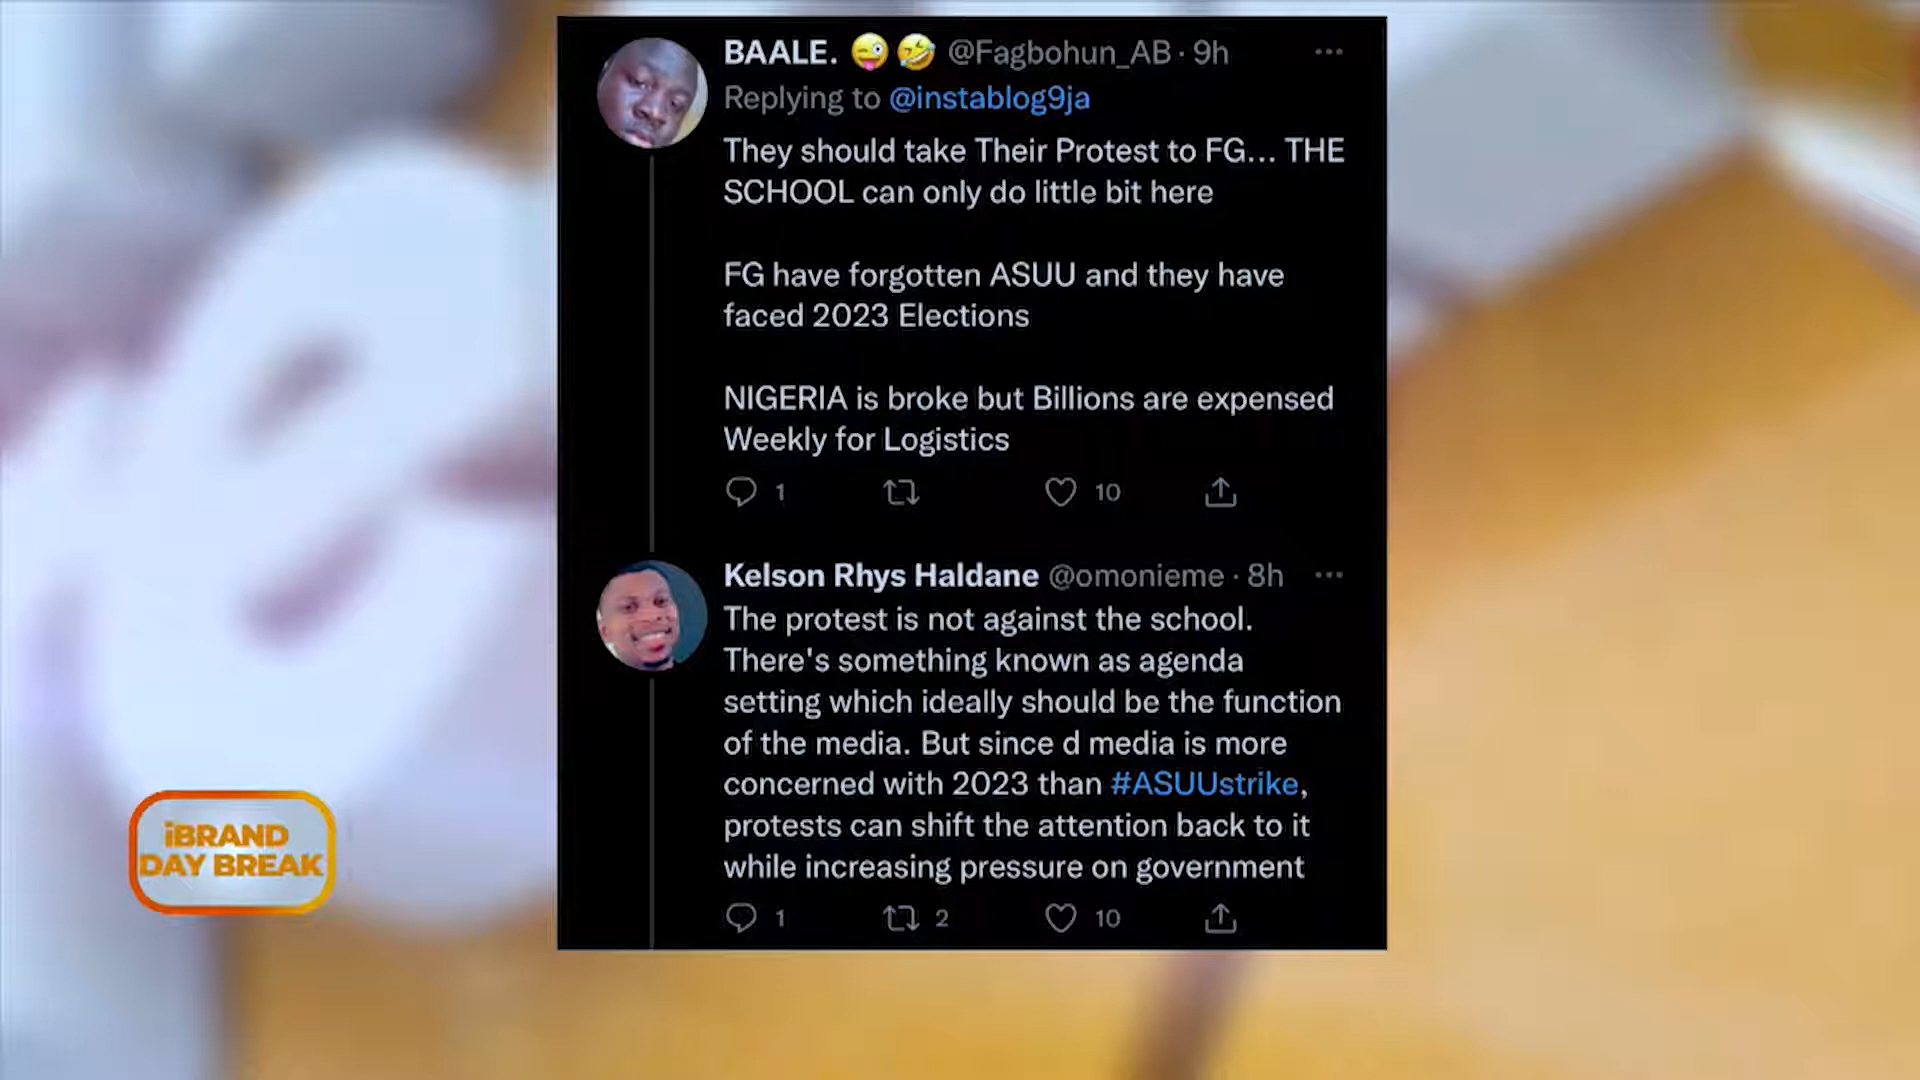 BAALE. 😜 🤣 @Fagbohun_AB · 9h
Replying to @instablog9ja
They should take Their Protest to FG... THE
SCHOOL can only do little bit here
FG have forgotten ASUU and they have
faced 2023 Elections
NIGERIA is broke but Billions are expensed
Weekly for Logistics
1 10
Kelson Rhys Haldane @omonieme · 8h
The protest is not against the school.
There's something known as agenda
setting which ideally should be the function
of the media. But since d media is more
concerned with 2023 than #ASUUstrike,
protests can shift the attention back to it
while increasing pressure on government
1 2 10
iBRAND
DAY BREAK